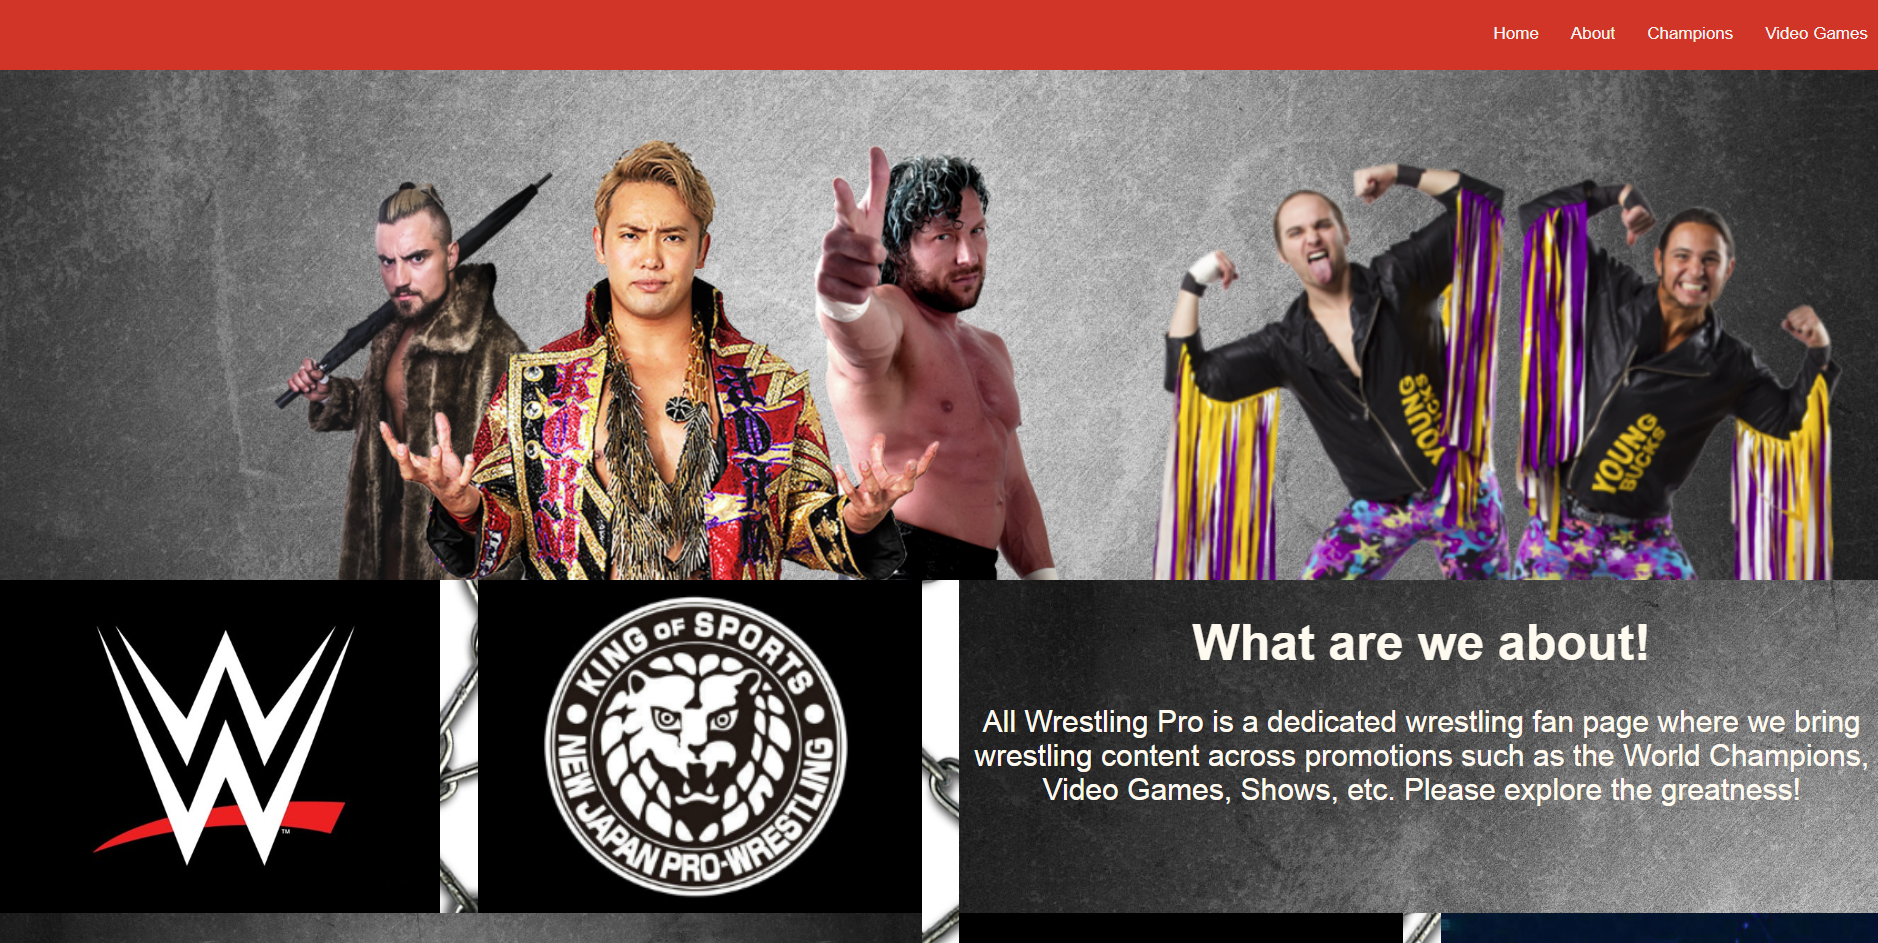 Home About Champions Video Games
YOUNG
BUCKS
YOUNG
BUCKS
W
™
KING OF SPORTS
NEW JAPAN PRO-WRESTLING
What are we about!
All Wrestling Pro is a dedicated wrestling fan page where we bring
wrestling content across promotions such as the World Champions,
Video Games, Shows, etc. Please explore the greatness!